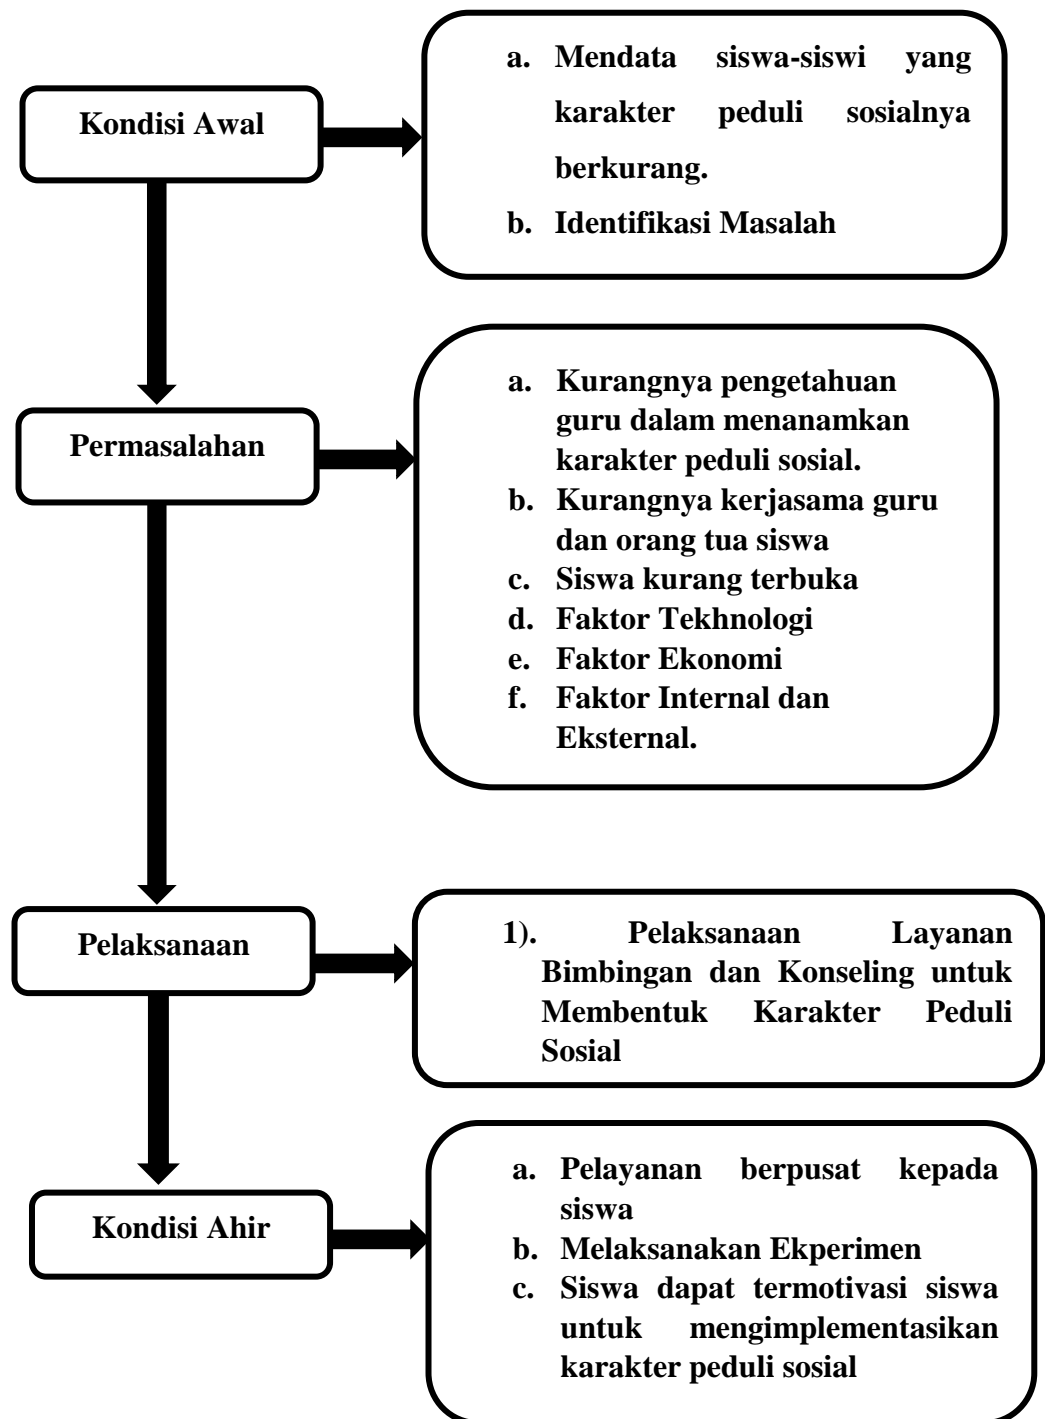 Kondisi Awal
a. Mendata siswa-siswi yang
karakter peduli sosialnya
berkurang.
b. Identifikasi Masalah
Permasalahan
a. Kurangnya pengetahuan
guru dalam menanamkan
karakter peduli sosial.
b. Kurangnya kerjasama guru
dan orang tua siswa
c. Siswa kurang terbuka
d. Faktor Tekhnologi
e. Faktor Ekonomi
f. Faktor Internal dan
Eksternal.
Pelaksanaan
1). Pelaksanaan Layanan
Bimbingan dan Konseling untuk
Membentuk Karakter Peduli
Sosial
Kondisi Ahir
a. Pelayanan berpusat kepada
siswa
b. Melaksanakan Ekperimen
c. Siswa dapat termotivasi siswa
untuk mengimplementasikan
karakter peduli sosial